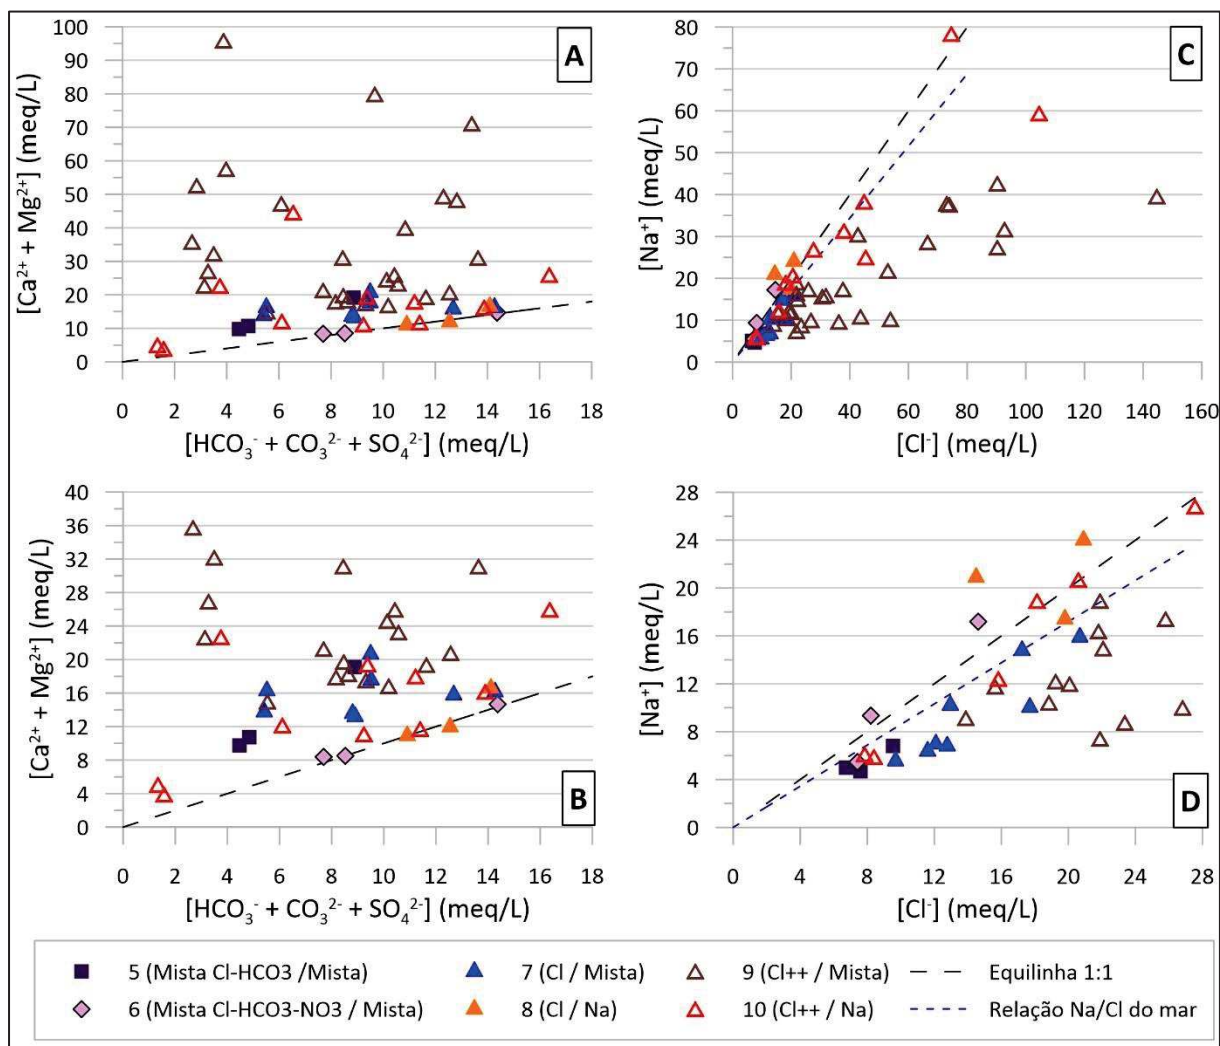 A
[Ca²⁺ + Mg²⁺] (meq/L)
100
90
80
70
60
50
40
30
20
10
0
0 2 4 6 8 10 12 14 16 18
[HCO₃⁻ + CO₃²⁻ + SO₄²⁻] (meq/L)
C
[Na⁺] (meq/L)
80
70
60
50
40
30
20
10
0
0 20 40 60 80 100 120 140 160
[Cl⁻] (meq/L)
B
[Ca²⁺ + Mg²⁺] (meq/L)
40
36
32
28
24
20
16
12
8
4
0
0 2 4 6 8 10 12 14 16 18
[HCO₃⁻ + CO₃²⁻ + SO₄²⁻] (meq/L)
D
[Na⁺] (meq/L)
28
24
20
16
12
8
4
0
0 4 8 12 16 20 24 28
[Cl⁻] (meq/L)
5 (Mista Cl-HCO3 /Mista)
7 (Cl / Mista)
9 (Cl++ / Mista)
Equilinha 1:1
6 (Mista Cl-HCO3-NO3 / Mista)
8 (Cl / Na)
10 (Cl++ / Na)
Relação Na/Cl do mar